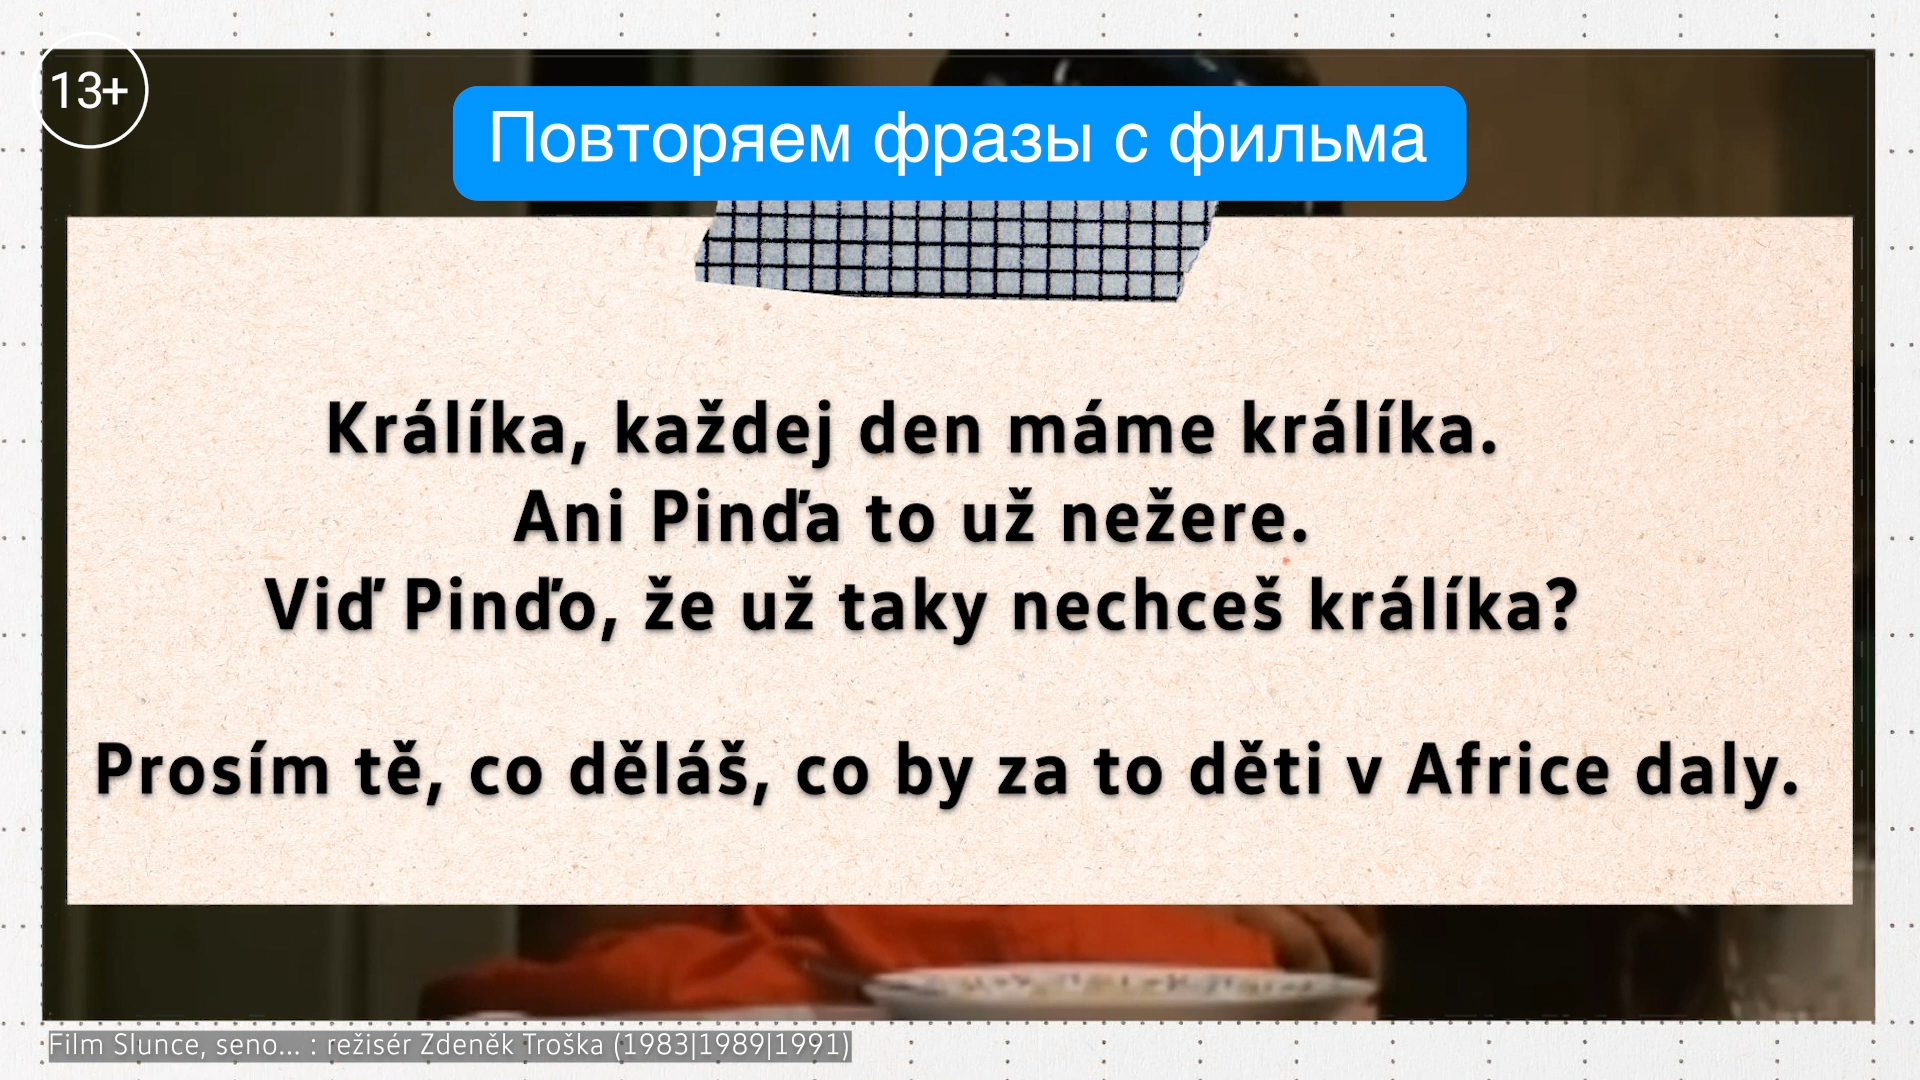 13+
Повторяем фразы с фильма
Králíka, každej den máme králíka.
Ani Pinďa to už nežere.
Viď Pinďo, že už taky nechceš králíka?
Prosím tě, co děláš, co by za to děti v Africe daly.
Film Slunce, seno... : režisér Zdeněk Troška (1983|1989|1991)